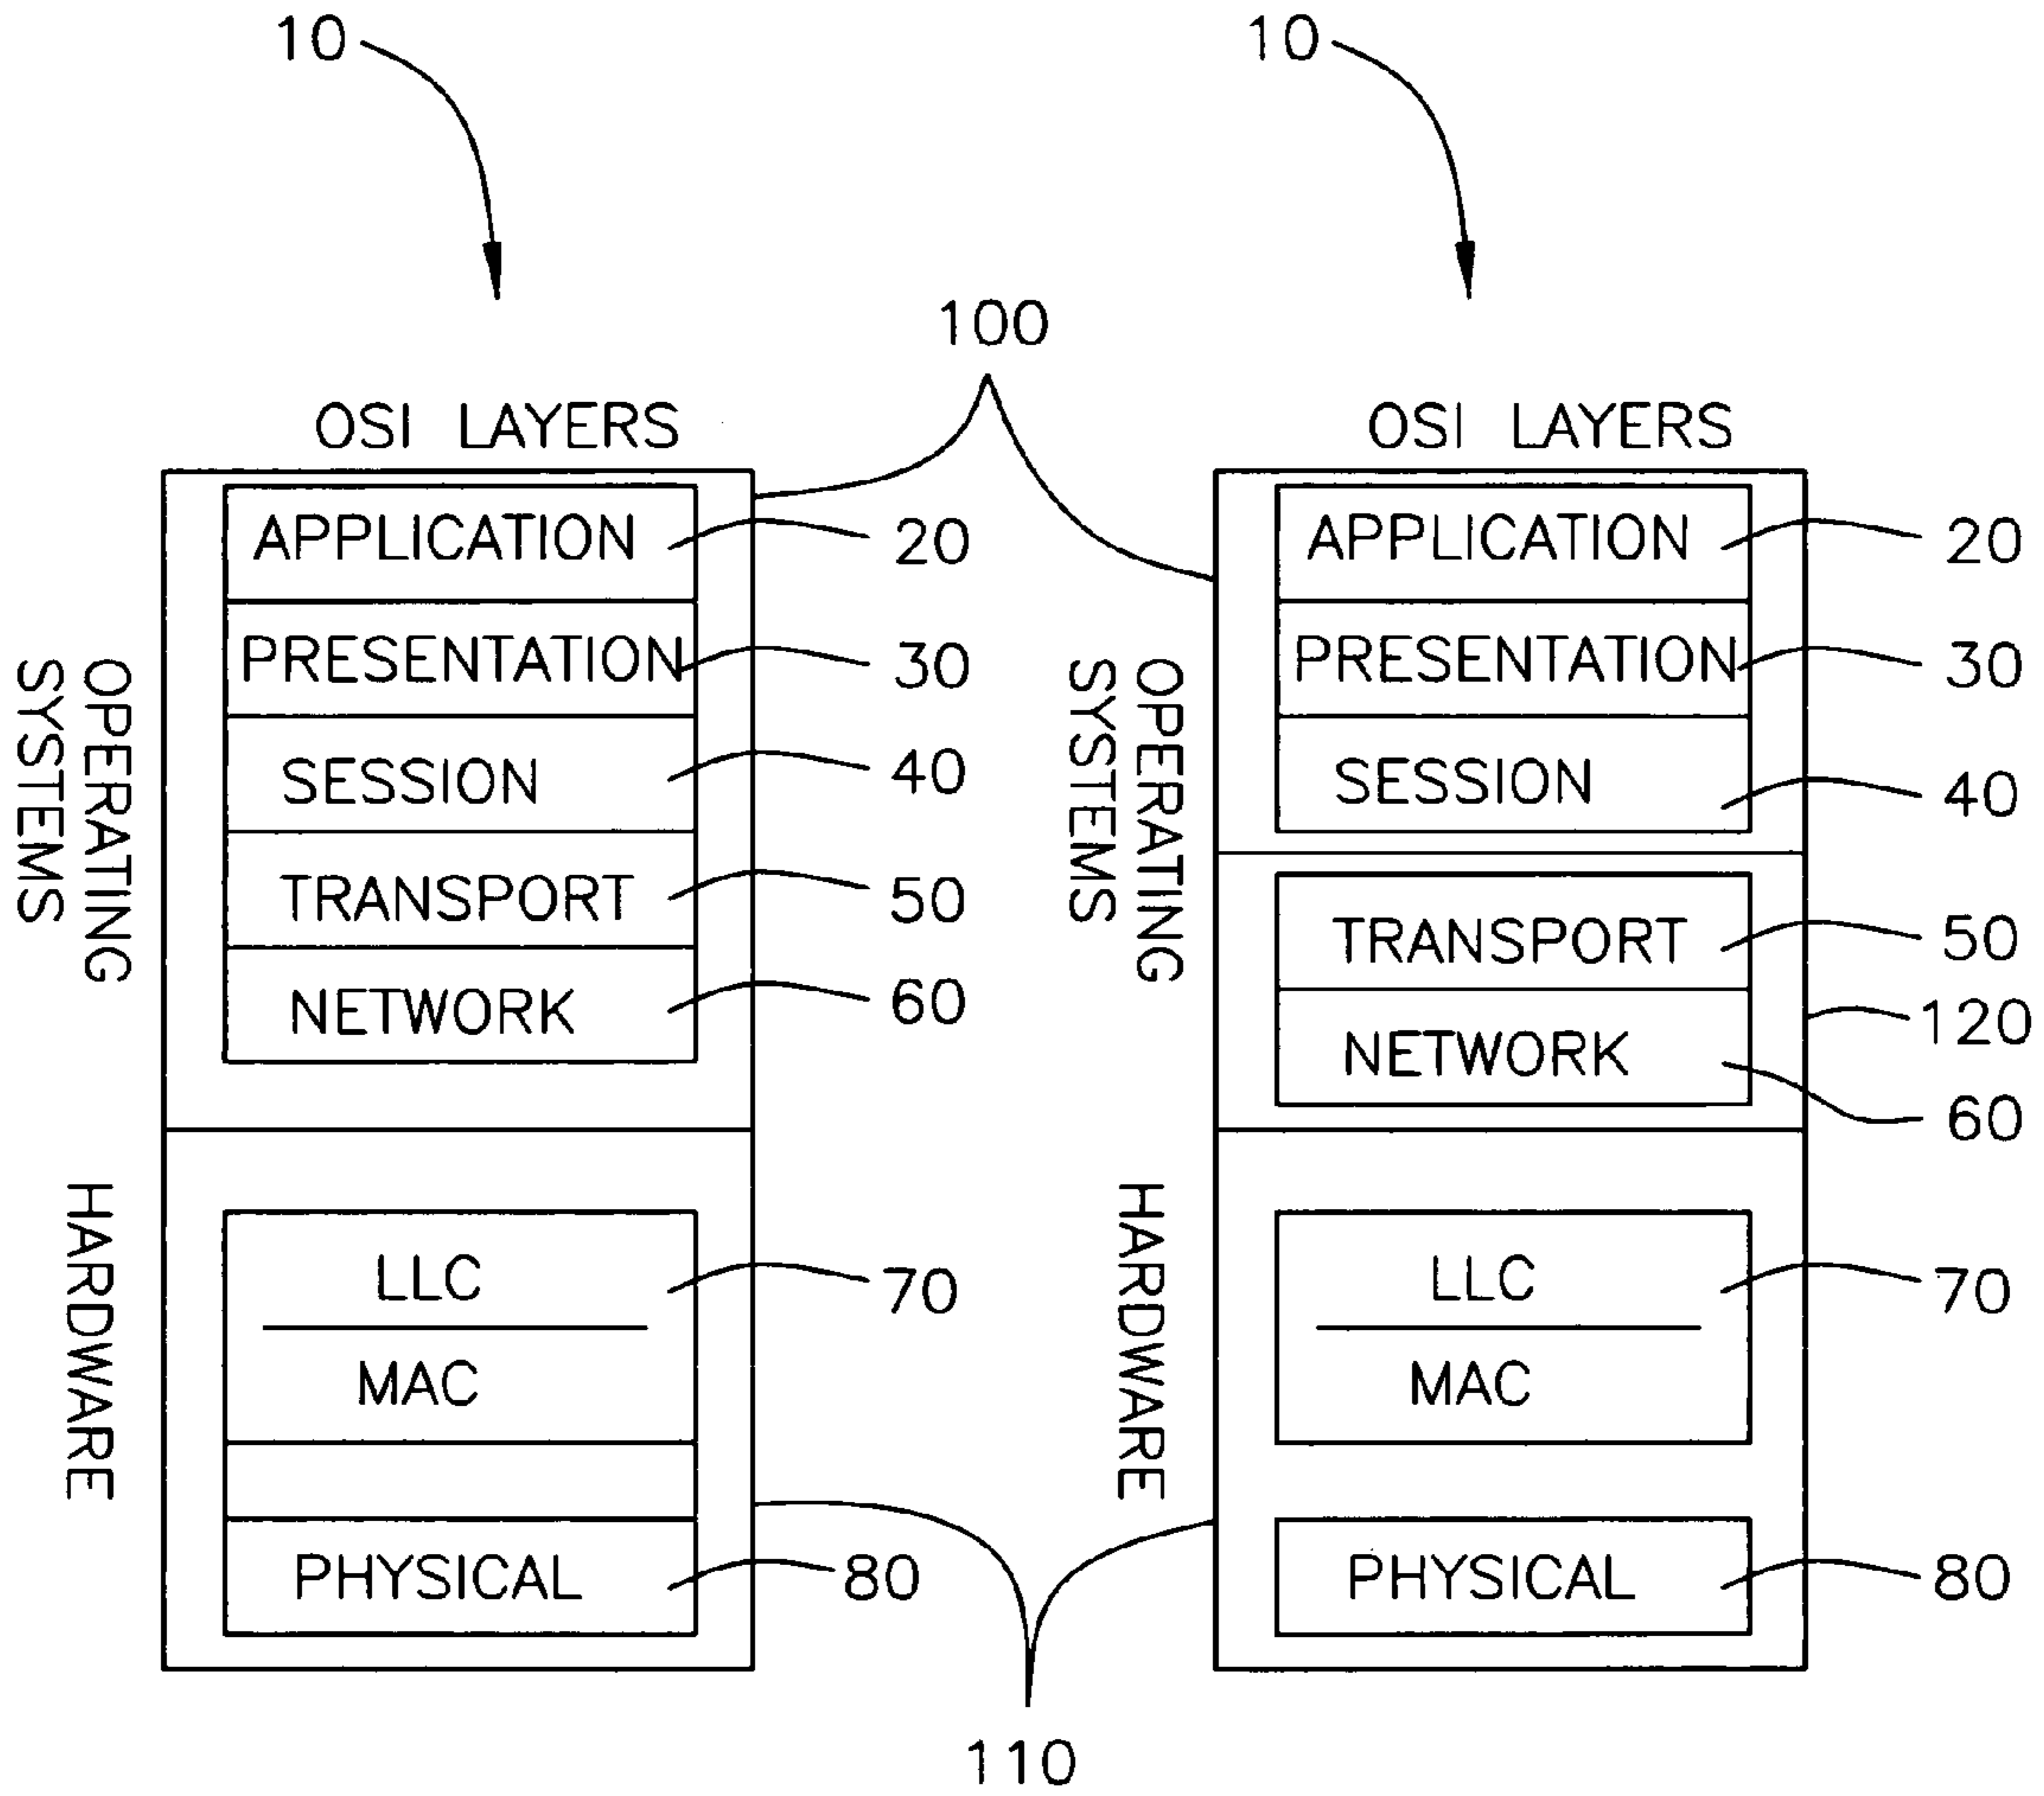 10
10
100
OSI LAYERS
OSI LAYERS
OPERATING
SYSTEMS
APPLICATION
20
PRESENTATION
30
SESSION
40
TRANSPORT
50
NETWORK
60
HARDWARE
LLC
70
MAC
PHYSICAL
80
OPERATING
SYSTEMS
APPLICATION
20
PRESENTATION
30
SESSION
40
TRANSPORT
50
120
NETWORK
60
HARDWARE
LLC
70
MAC
PHYSICAL
80
110